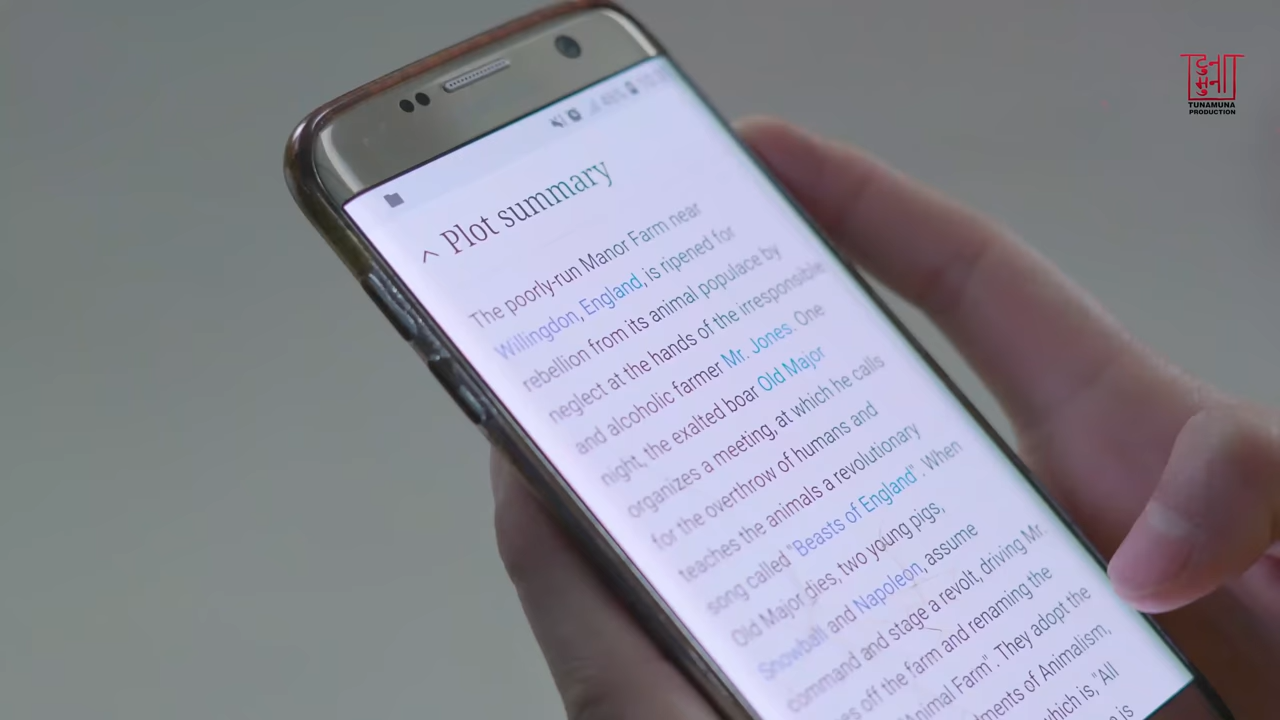 टुना
मुना
TUNAMUNA
PRODUCTION
Plot summary
The poorly-run Manor Farm near
Willingdon, England, is ripened for
rebellion from its animal populace by
neglect at the hands of the irresponsible
and alcoholic farmer Mr. Jones. One
night, the exalted boar Old Major
organizes a meeting, at which he calls
for the overthrow of humans and
teaches the animals a revolutionary
song called "Beasts of England". When
Old Major dies, two young pigs,
Snowball and Napoleon, assume
command and stage a revolt, driving Mr.
off the farm and renaming the
"Animal Farm". They adopt the
of Animalism,
which is, "All
is